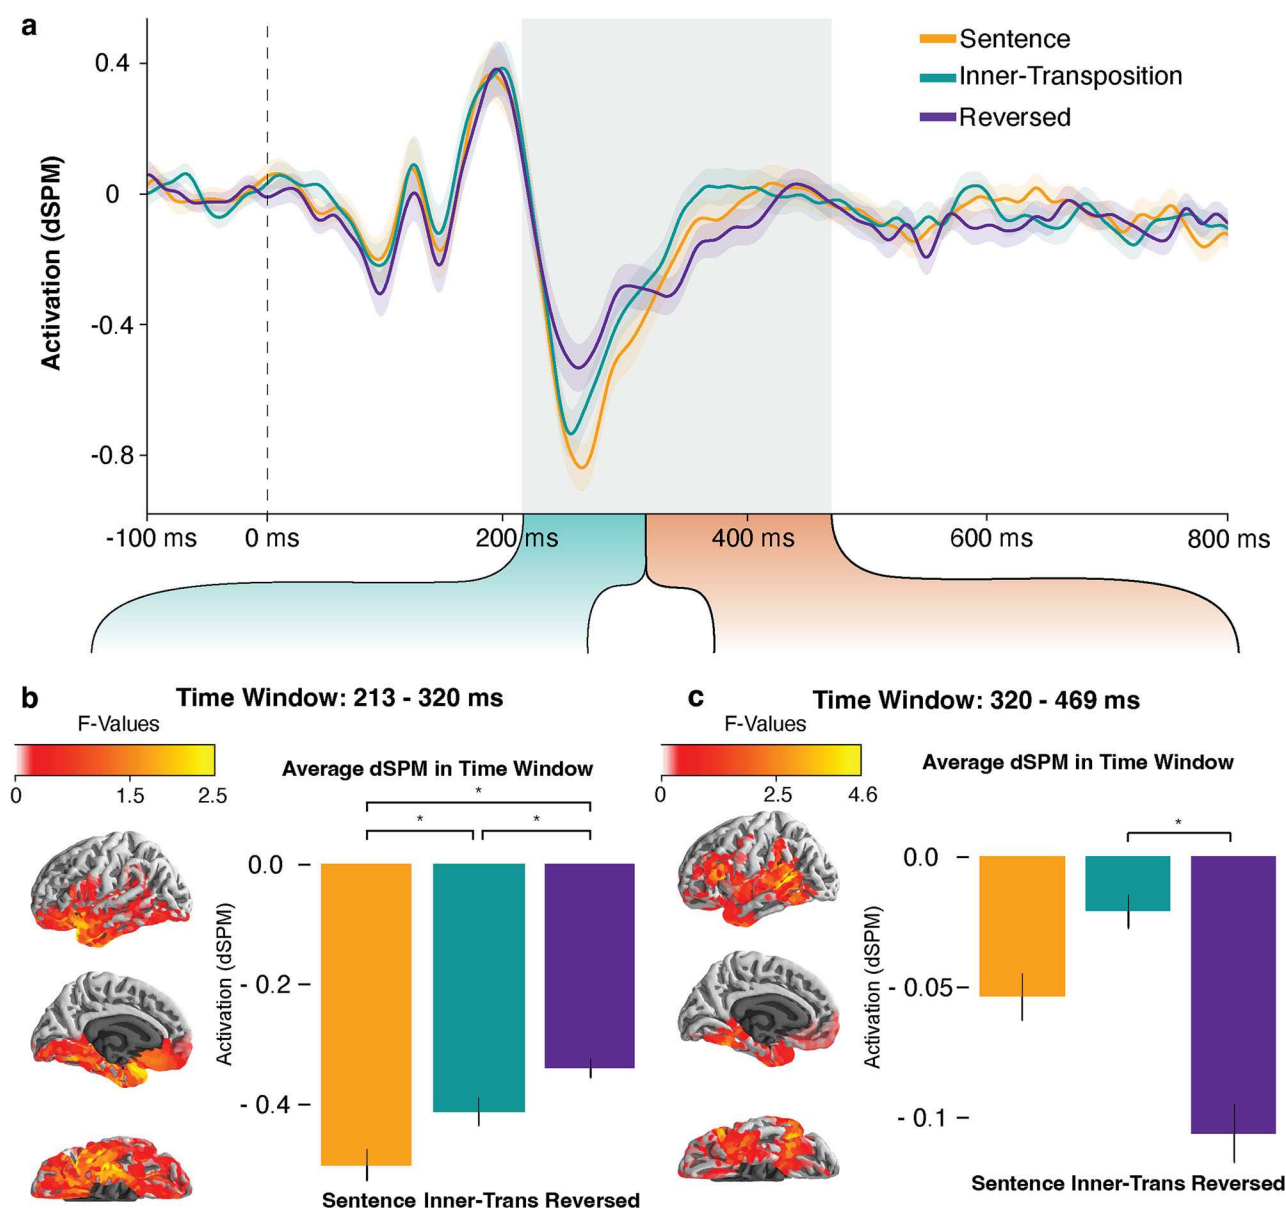 a
Sentence
Inner-Transposition
Reversed
Activation (dSPM)
0.4
0
-0.4
-0.8
-100 ms 0 ms 200 ms 400 ms 600 ms 800 ms
b Time Window: 213 - 320 ms
F-Values
0 1.5 2.5
Average dSPM in Time Window
*
* *
Activation (dSPM)
0.0
- 0.2
- 0.4
Sentence Inner-Trans Reversed
c Time Window: 320 - 469 ms
F-Values
0 2.5 4.6
Average dSPM in Time Window
*
Activation (dSPM)
0.0
- 0.05
- 0.1
Sentence Inner-Trans Reversed